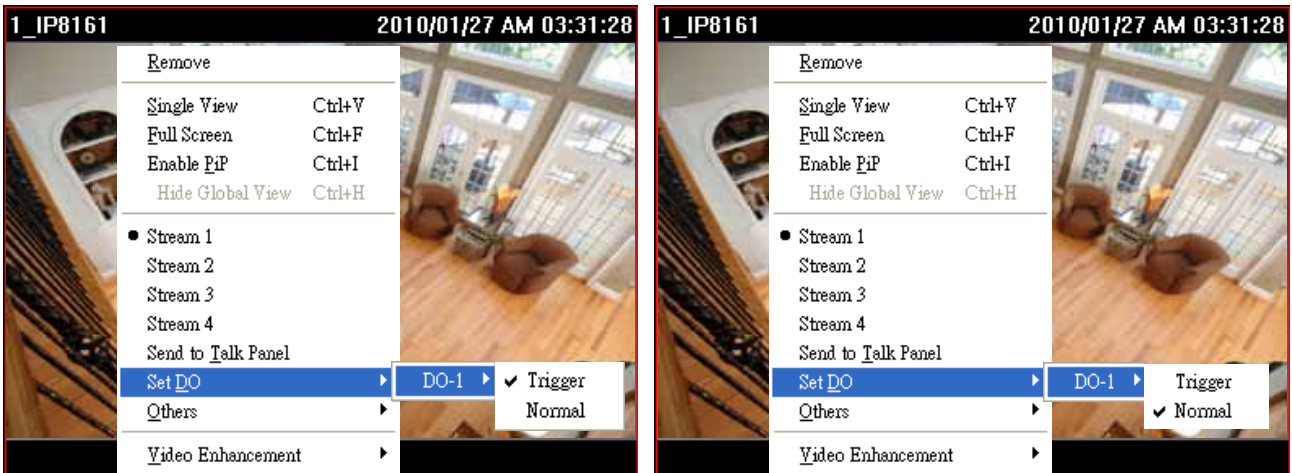 1_IP8161 2010/01/27 AM 03:31:28
Remove
Single View Ctrl+V
Full Screen Ctrl+F
Enable PiP Ctrl+I
Hide Global View Ctrl+H
Stream 1
Stream 2
Stream 3
Stream 4
Send to Talk Panel
Set DO DO-1 ✔ Trigger
Others Normal
Video Enhancement
1_IP8161 2010/01/27 AM 03:31:28
Remove
Single View Ctrl+V
Full Screen Ctrl+F
Enable PiP Ctrl+I
Hide Global View Ctrl+H
Stream 1
Stream 2
Stream 3
Stream 4
Send to Talk Panel
Set DO DO-1 Trigger
Others ✔ Normal
Video Enhancement